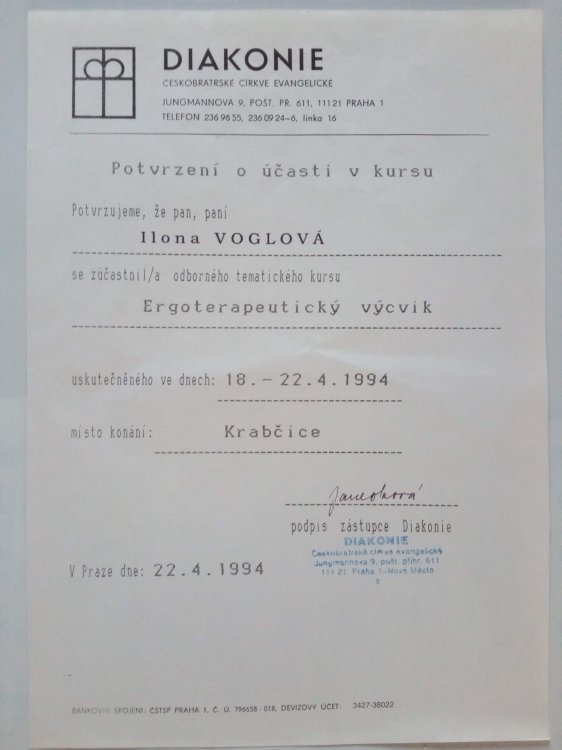 DIAKONIE
ČESKOBRATRSKÉ CÍRKVE EVANGELICKÉ
JUNGMANNOVA 9, POŠT. PR. 611, 111 21 PRAHA 1
TELEFON 236 96 55, 236 09 24–6, linka 16
Potvrzení o účasti v kursu
Potvrzujeme, že pan, paní
Ilona VOGLOVÁ
se zúčastnil/a odborného tematického kursu
Ergoterapeutický výcvik
uskutečněného ve dnech: 18.– 22.4.1994
místo konání: Krabčice
podpis zástupce Diakonie
DIAKONIE
Českobratrské církve evangelické
Jungmannova 9, pošt. přihr. 611
111 21 Praha 1–Nové Město
8
V Praze dne: 22.4.1994
BANKOVNÍ SPOJENÍ: ČSTSP PRAHA 1, Č. Ú. 796658 - 018, DEVIZOVÝ ÚČET: 3427-38022